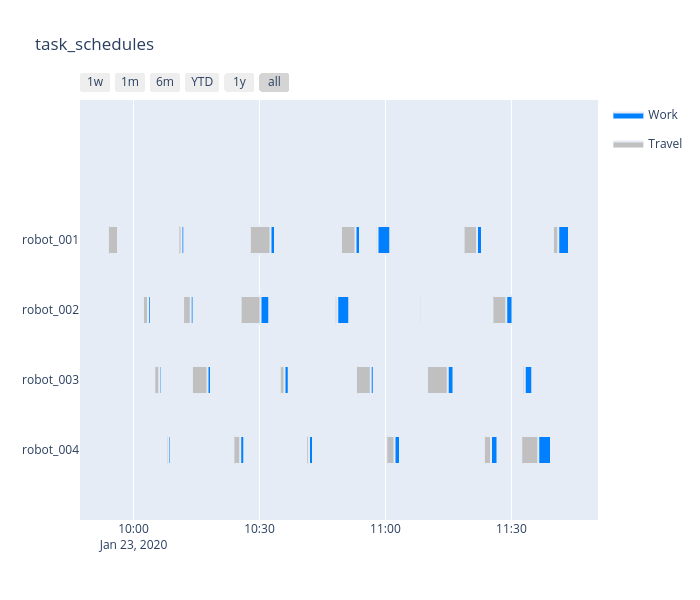 task_schedules
1w 1m 6m YTD 1y all
Work
Travel
robot_001
robot_002
robot_003
robot_004
10:00 10:30 11:00 11:30
Jan 23, 2020